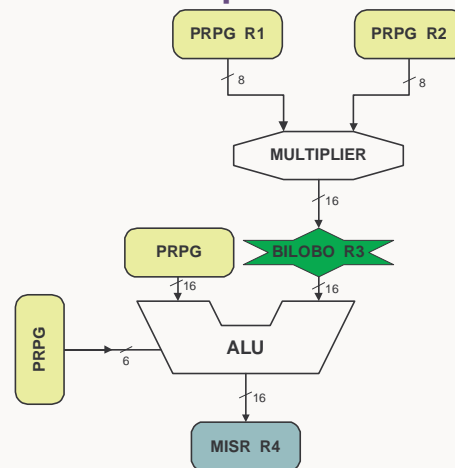 PRPG R1
PRPG R2
8
8
MULTIPLIER
16
PRPG
BILOBO R3
16
16
PRPG
6
ALU
16
MISR R4